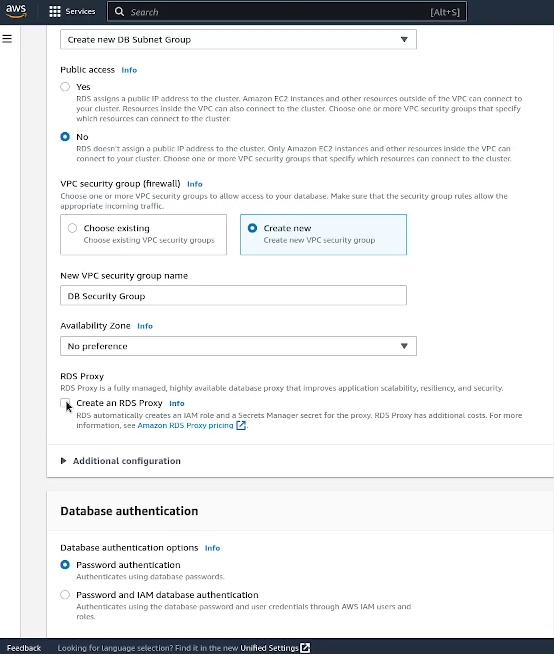 aws
Services
Search
[Alt+S]
Create new DB Subnet Group
Public access Info
Yes
RDS assigns a public IP address to the cluster. Amazon EC2 instances and other resources outside of the VPC can connect to
your cluster. Resources inside the VPC can also connect to the cluster. Choose one or more VPC security groups that specify
which resources can connect to the cluster.
No
RDS doesn't assign a public IP address to the cluster. Only Amazon EC2 instances and other resources inside the VPC can
connect to your cluster. Choose one or more VPC security groups that specify which resources can connect to the cluster.
VPC security group (firewall) Info
Choose one or more VPC security groups to allow access to your database. Make sure that the security group rules allow the
appropriate incoming traffic.
Choose existing
Choose existing VPC security groups
Create new
Create new VPC security group
New VPC security group name
DB Security Group
Availability Zone Info
No preference
RDS Proxy
RDS Proxy is a fully managed, highly available database proxy that improves application scalability, resiliency, and security.
Create an RDS Proxy Info
RDS automatically creates an IAM role and a Secrets Manager secret for the proxy. RDS Proxy has additional costs. For more
information, see Amazon RDS Proxy pricing.
Additional configuration
Database authentication
Database authentication options Info
Password authentication
Authenticates using database passwords.
Password and IAM database authentication
Authenticates using the database password and user credentials through AWS IAM users and
roles.
Feedback
Looking for language selection? Find it in the new Unified Settings